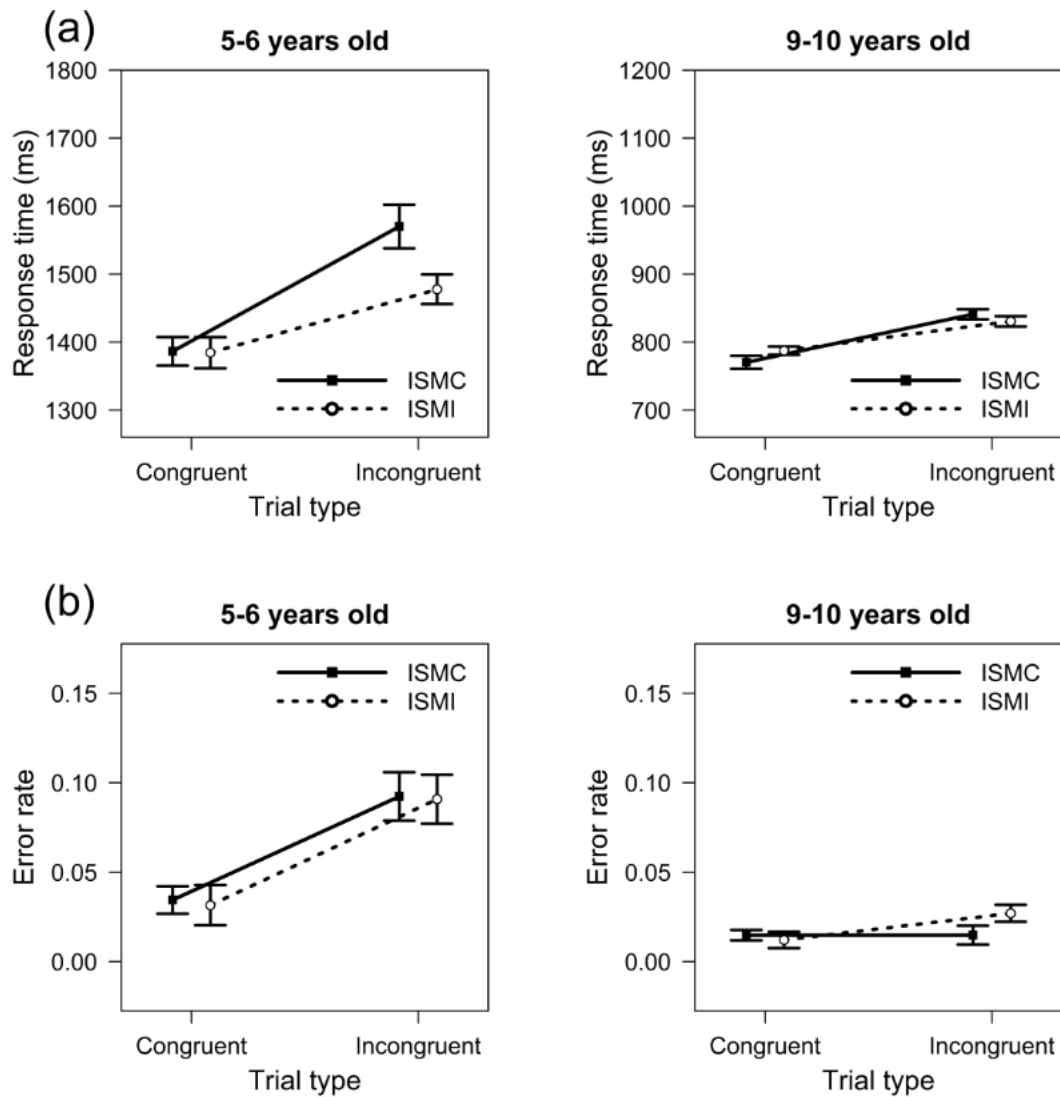 (a)
5-6 years old
Response time (ms)
1800
1700
1600
1500
1400
1300
ISMC
ISMI
Congruent
Incongruent
Trial type
9-10 years old
Response time (ms)
1200
1100
1000
900
800
700
ISMC
ISMI
Congruent
Incongruent
Trial type
(b)
5-6 years old
Error rate
0.15
0.10
0.05
0.00
ISMC
ISMI
Congruent
Incongruent
Trial type
9-10 years old
Error rate
0.15
0.10
0.05
0.00
ISMC
ISMI
Congruent
Incongruent
Trial type